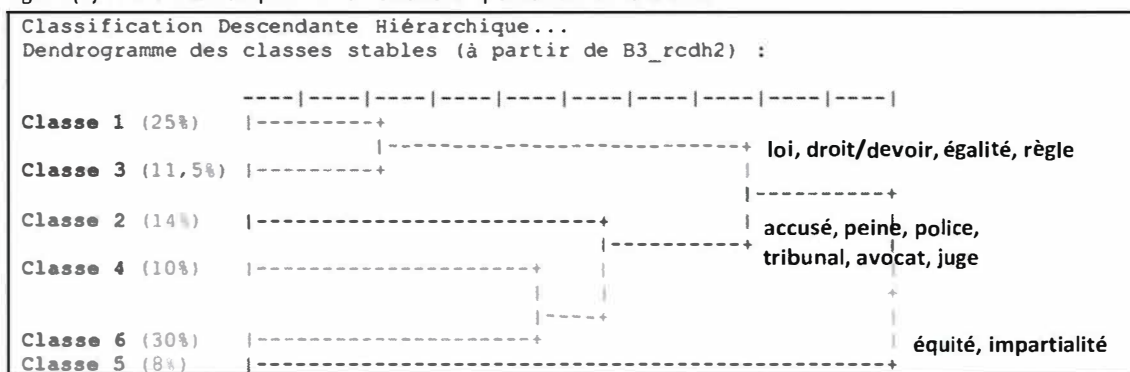 Classification Descendante Hiérarchique...
Dendrogramme des classes stables (à partir de B3_rcdh2) :
----|----|----|----|----|----|----|----|----|----|
Classe 1 (25%) |---------+
|---------------------------+ loi, droit/devoir, égalité, règle
Classe 3 (11,5%) |---------+
|----------+
Classe 2 (14%) |--------------------------+ accusé, peine, police,
|----------+ tribunal, avocat, juge
Classe 4 (10%) |---------------------+
|----+
Classe 6 (30%) |---------------------+ équité, impartialité
Classe 5 (8%) |------------------------------------------------+